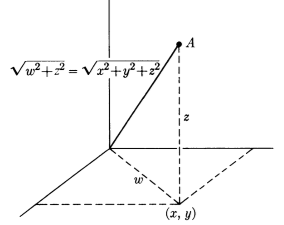 A
√w²+z² = √x²+y²+z²
z
w
(x, y)